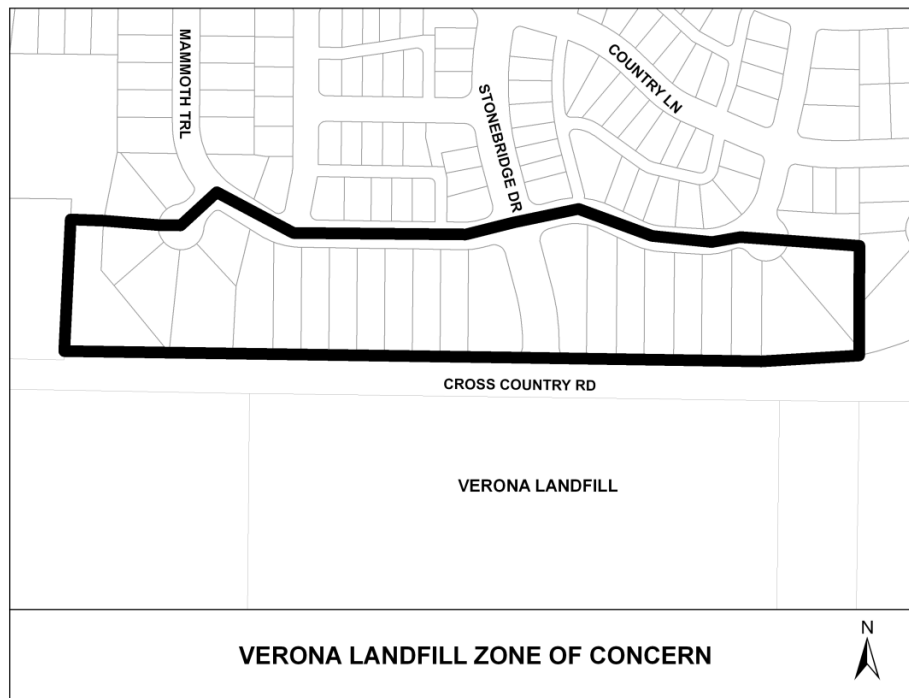 MAMMOTH TRL
STONEBRIDGE DR
COUNTRY LN
CROSS COUNTRY RD
VERONA LANDFILL
VERONA LANDFILL ZONE OF CONCERN
N